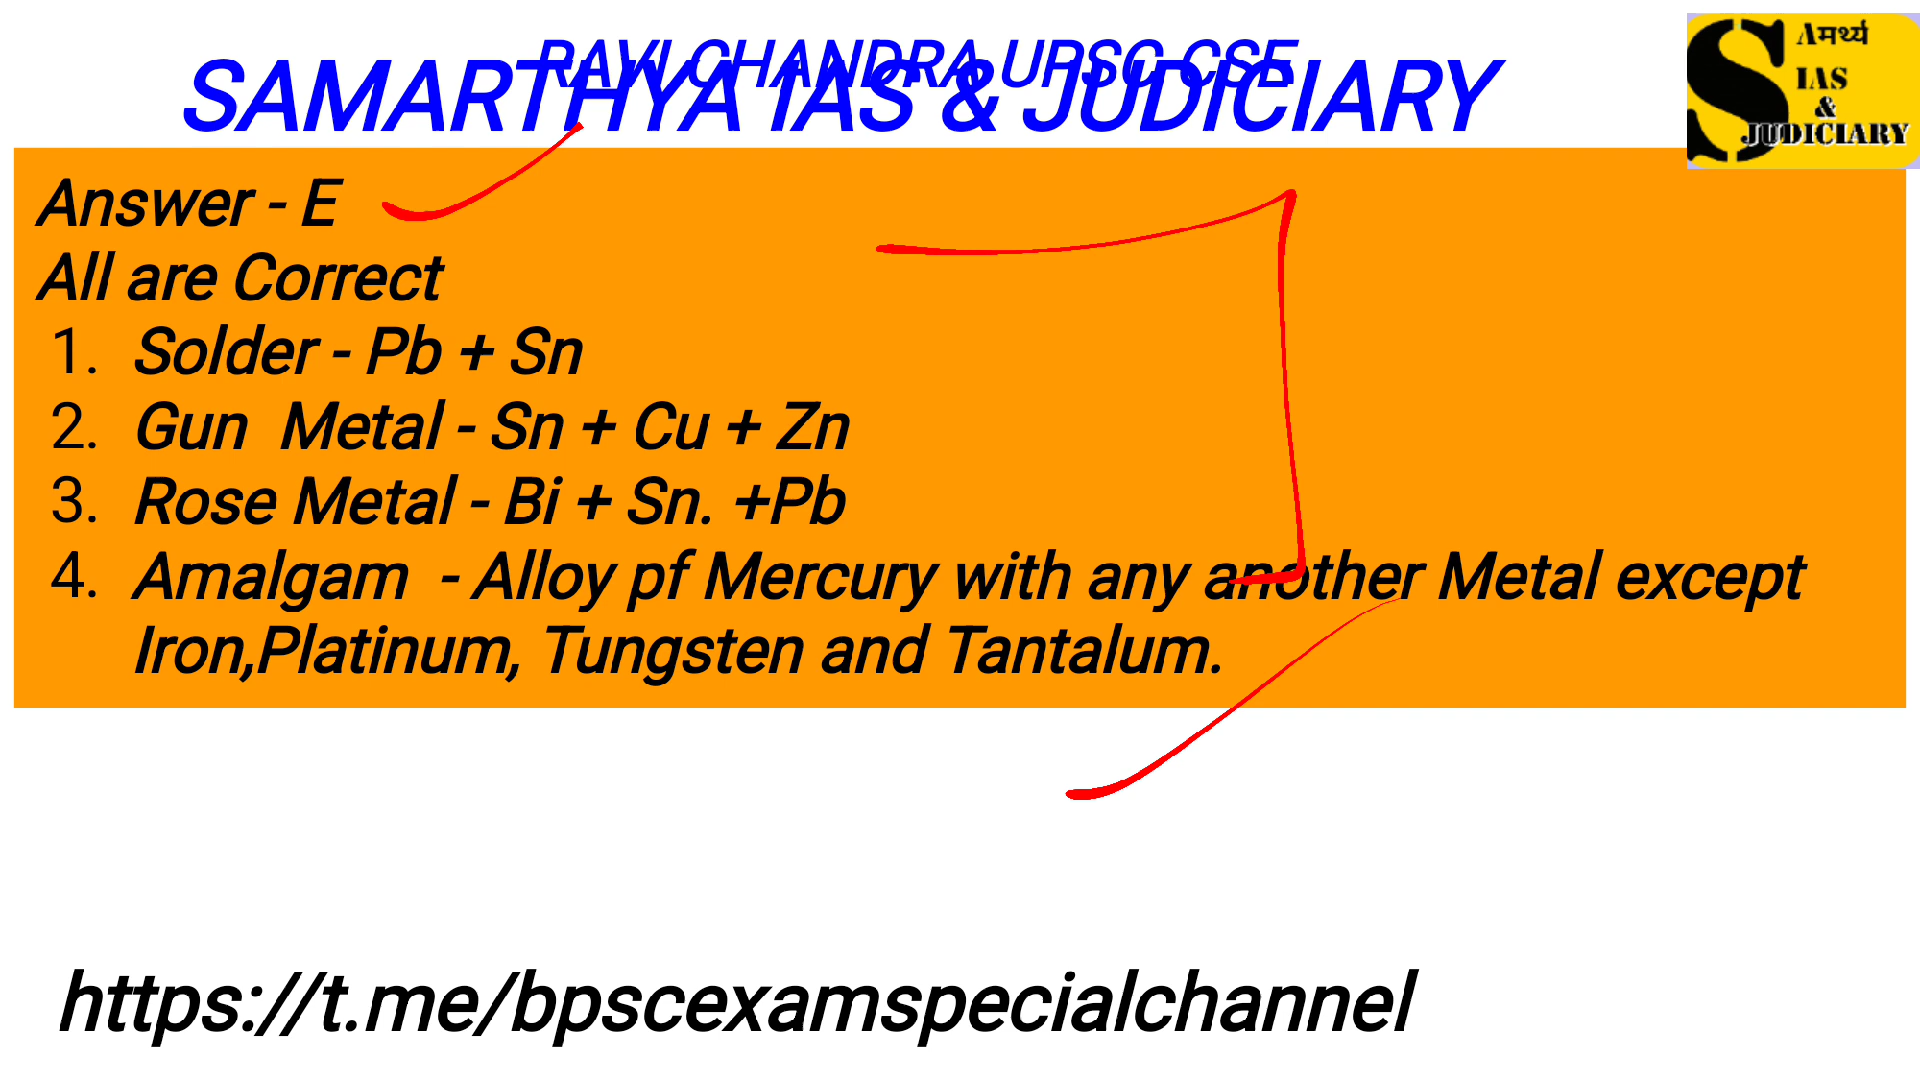 RAVI CHANDRA UPSC CSE
SAMARTHYA IAS & JUDICIARY
SAमर्थ्य
IAS
&
JUDICIARY
Answer - E
All are Correct
1. Solder - Pb + Sn
2. Gun Metal - Sn + Cu + Zn
3. Rose Metal - Bi + Sn. +Pb
4. Amalgam - Alloy pf Mercury with any another Metal except
Iron,Platinum, Tungsten and Tantalum.
https://t.me/bpscexamspecialchannel